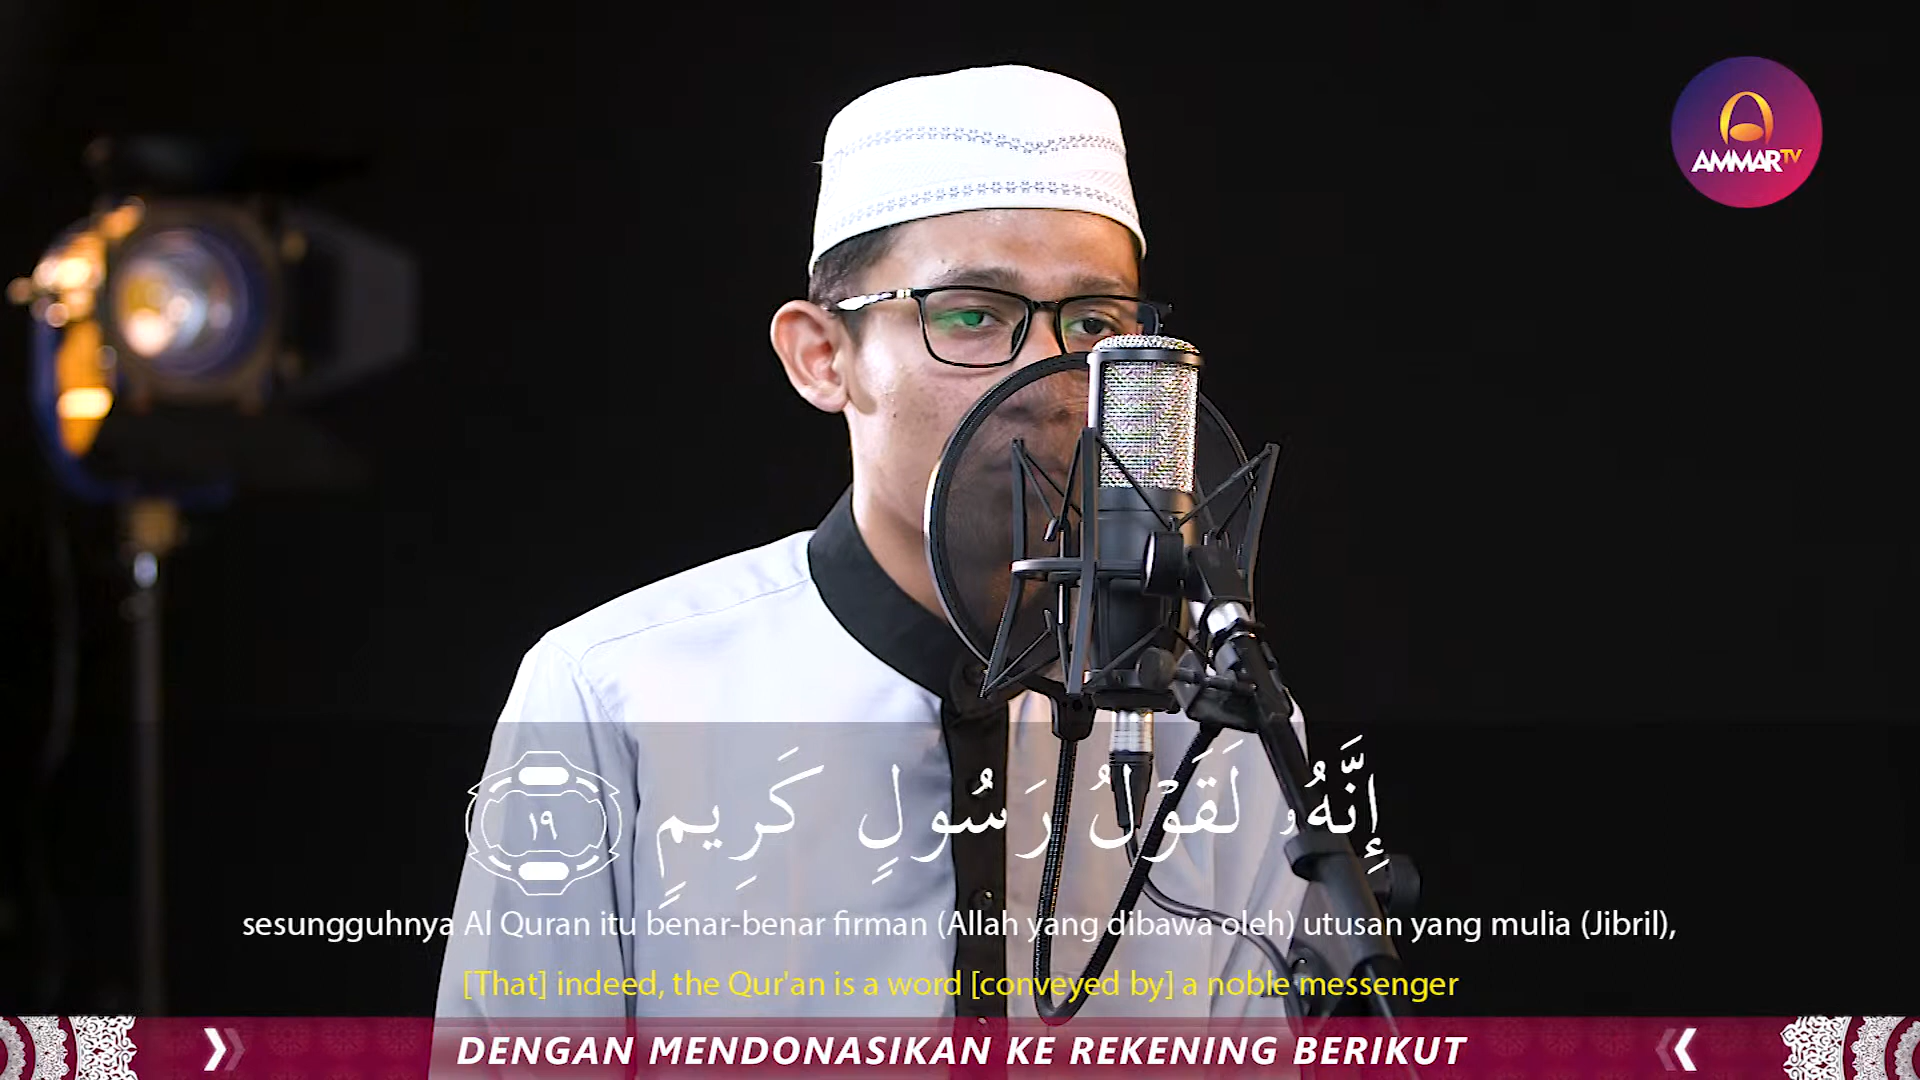 AMMAR TV
إِنَّهُۥ لَقَوْلُ رَسُولٍ كَرِيمٍ ١٩
sesungguhnya Al Quran itu benar-benar firman (Allah yang dibawa oleh) utusan yang mulia (Jibril),
[That] indeed, the Qur'an is a word [conveyed by] a noble messenger
DENGAN MENDONASIKAN KE REKENING BERIKUT